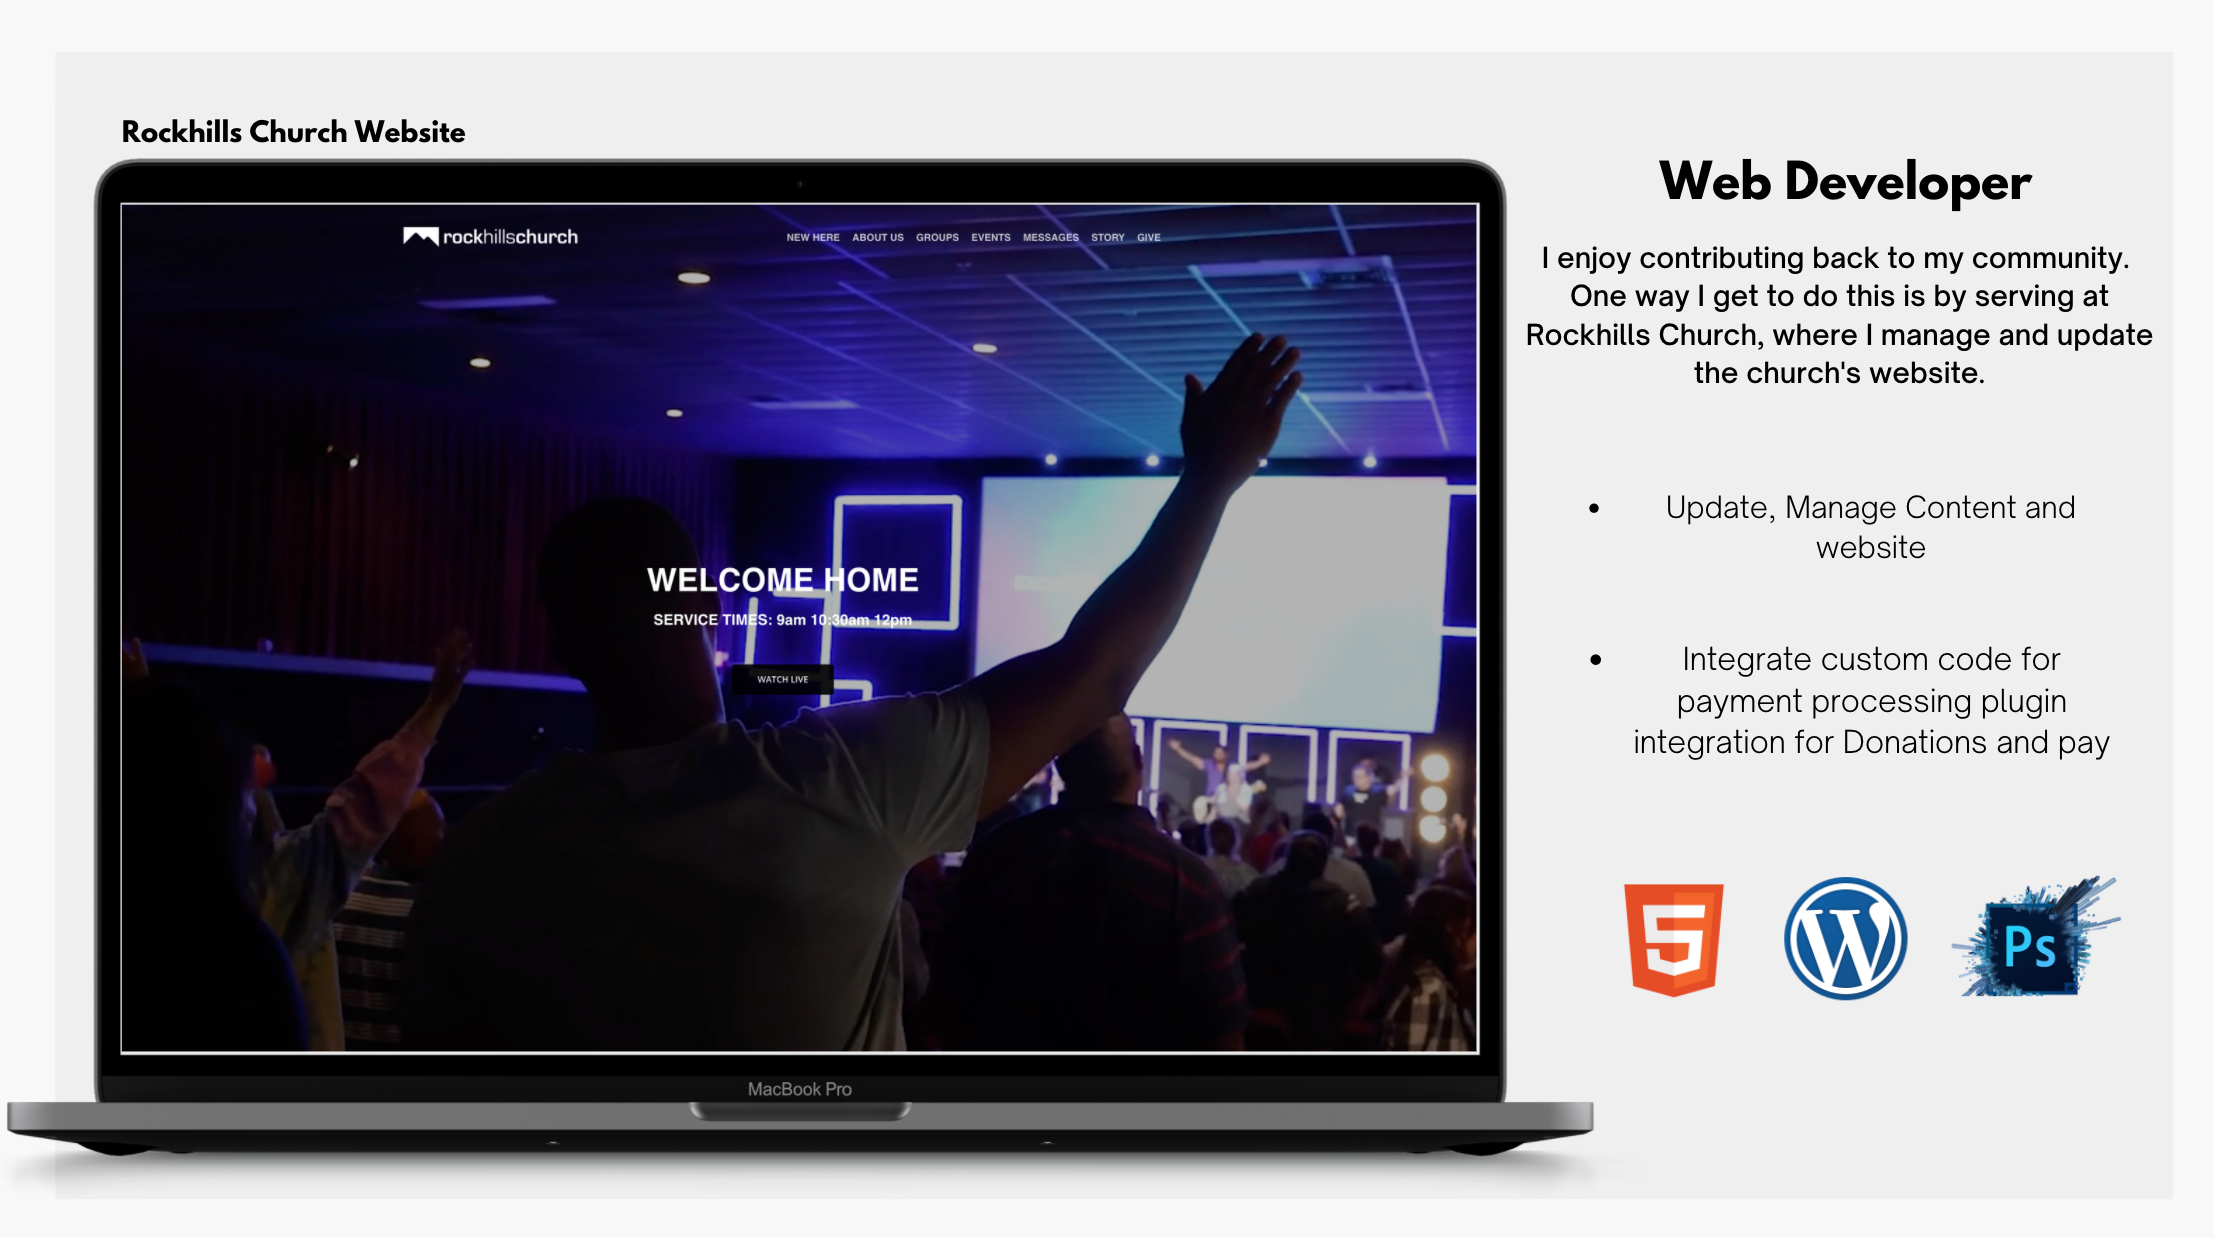 Rockhills Church Website
rockhillschurch
NEW HERE ABOUT US GROUPS EVENTS MESSAGES STORY GIVE
WELCOME HOME
SERVICE TIMES: 9am 10:30am 12pm
WATCH LIVE
MacBook Pro
Web Developer
I enjoy contributing back to my community.
One way I get to do this is by serving at
Rockhills Church, where I manage and update
the church's website.
• Update, Manage Content and
website
• Integrate custom code for
payment processing plugin
integration for Donations and pay
5
W
Ps